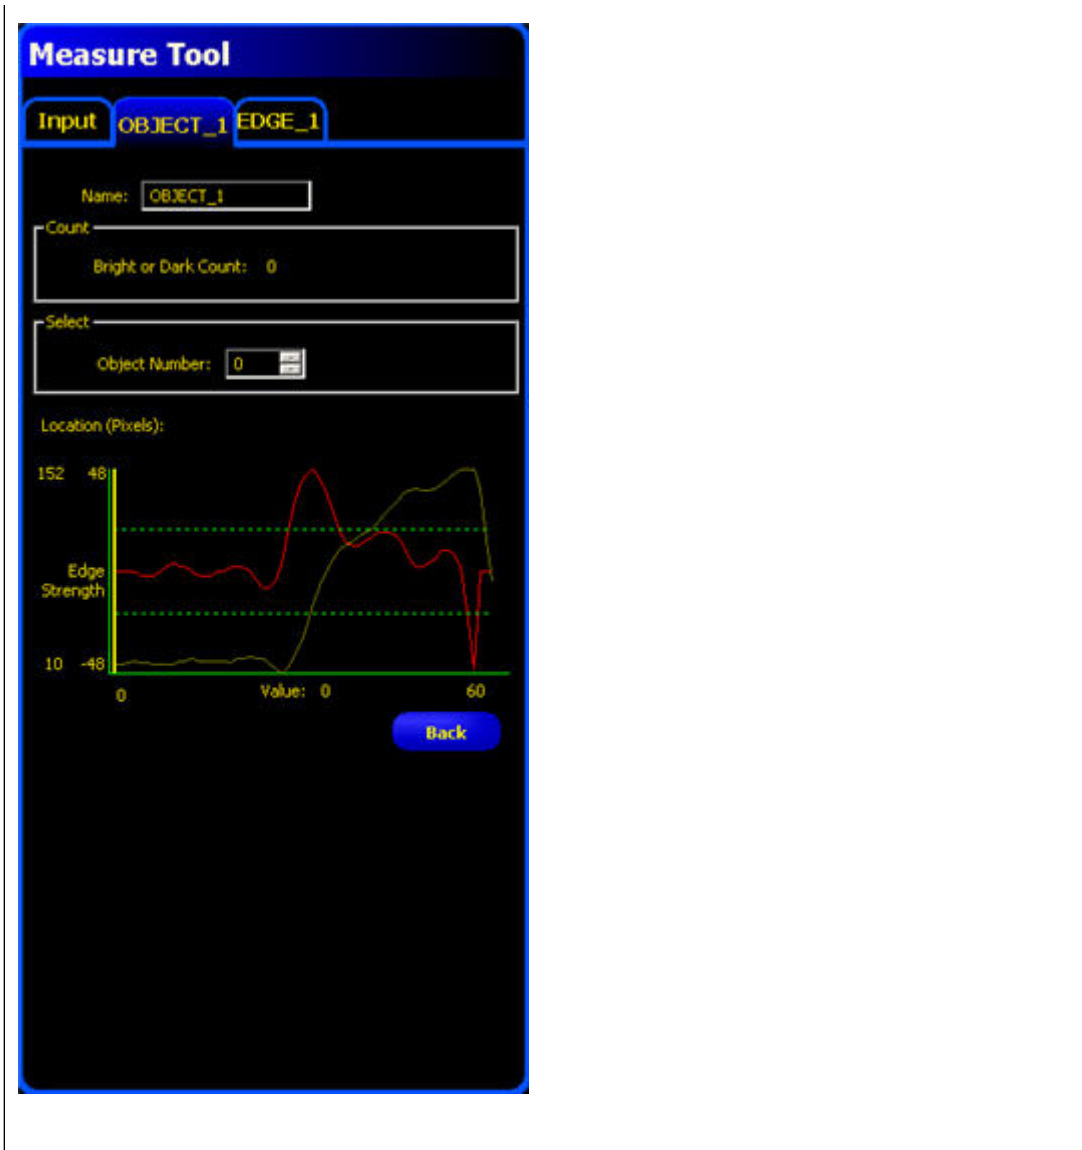 Measure Tool
Input OBJECT_1 EDGE_1
Name: OBJECT_1
Count
Bright or Dark Count: 0
Select
Object Number: 0
Location (Pixels):
152 48
Edge
Strength
10 -48
0 Value: 0 60
Back